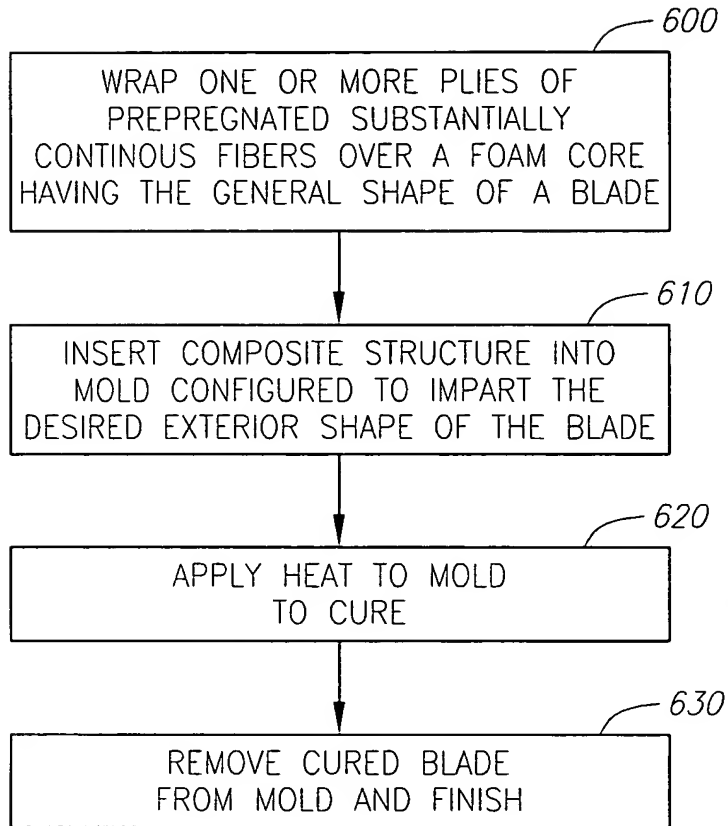 600
WRAP ONE OR MORE PLIES OF
PREPREGNATED SUBSTANTIALLY
CONTINOUS FIBERS OVER A FOAM CORE
HAVING THE GENERAL SHAPE OF A BLADE
610
INSERT COMPOSITE STRUCTURE INTO
MOLD CONFIGURED TO IMPART THE
DESIRED EXTERIOR SHAPE OF THE BLADE
620
APPLY HEAT TO MOLD
TO CURE
630
REMOVE CURED BLADE
FROM MOLD AND FINISH